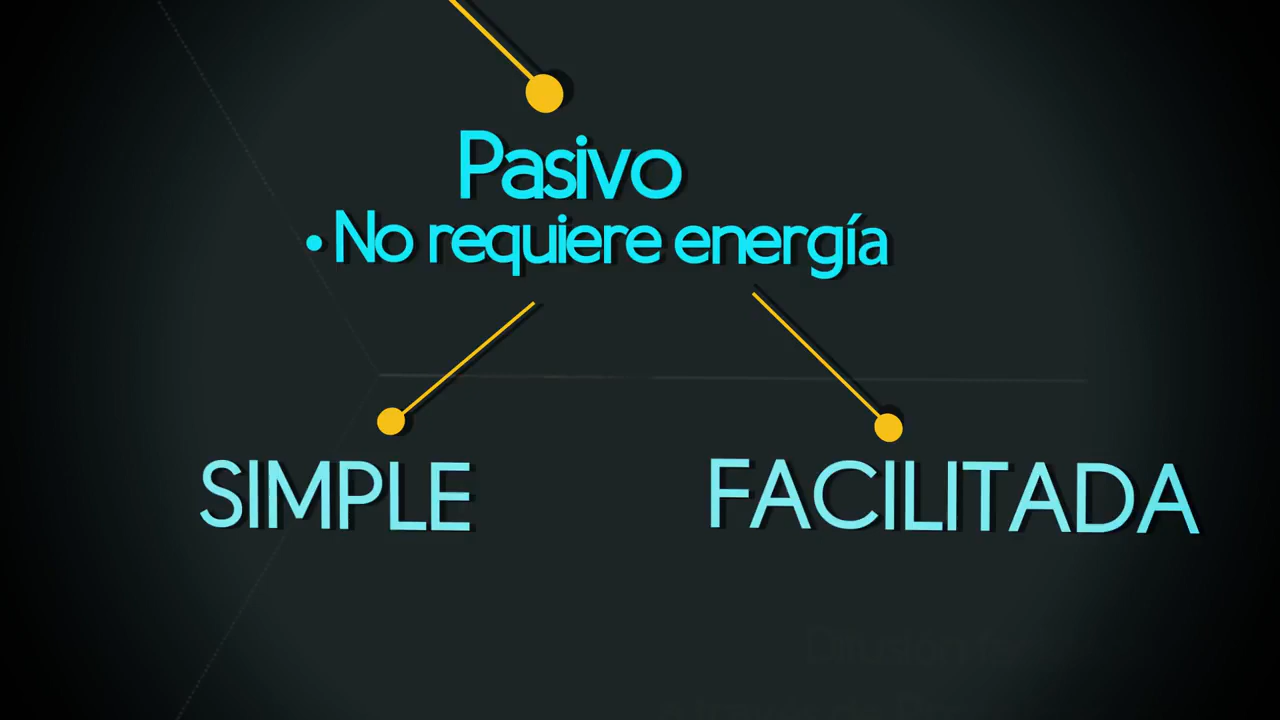 Pasivo
• No requiere energía
SIMPLE
FACILITADA